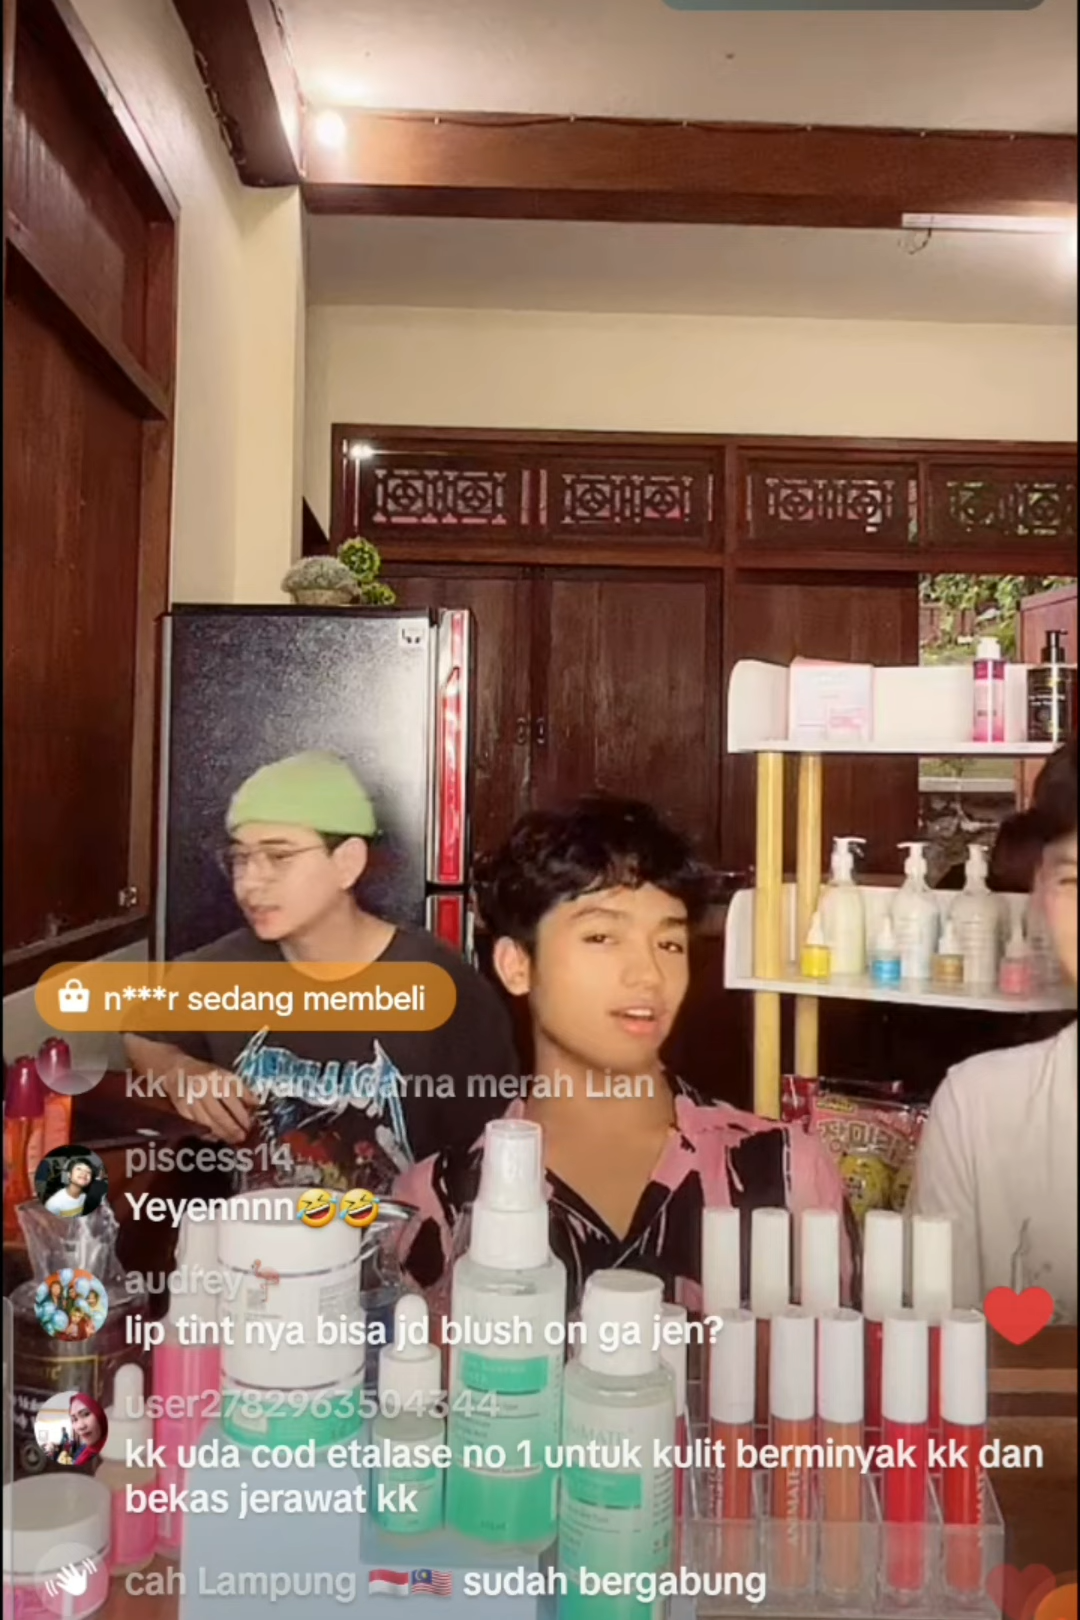 n***r sedang membeli
kk lptn yang warna merah Lian
piscess14
Yeyennnn🤣🤣
audrey🦩
lip tint nya bisa jd blush on ga jen?
user2782963504344
kk uda cod etalase no 1 untuk kulit berminyak kk dan
bekas jerawat kk
cah Lampung 🇮🇩🇲🇾 sudah bergabung